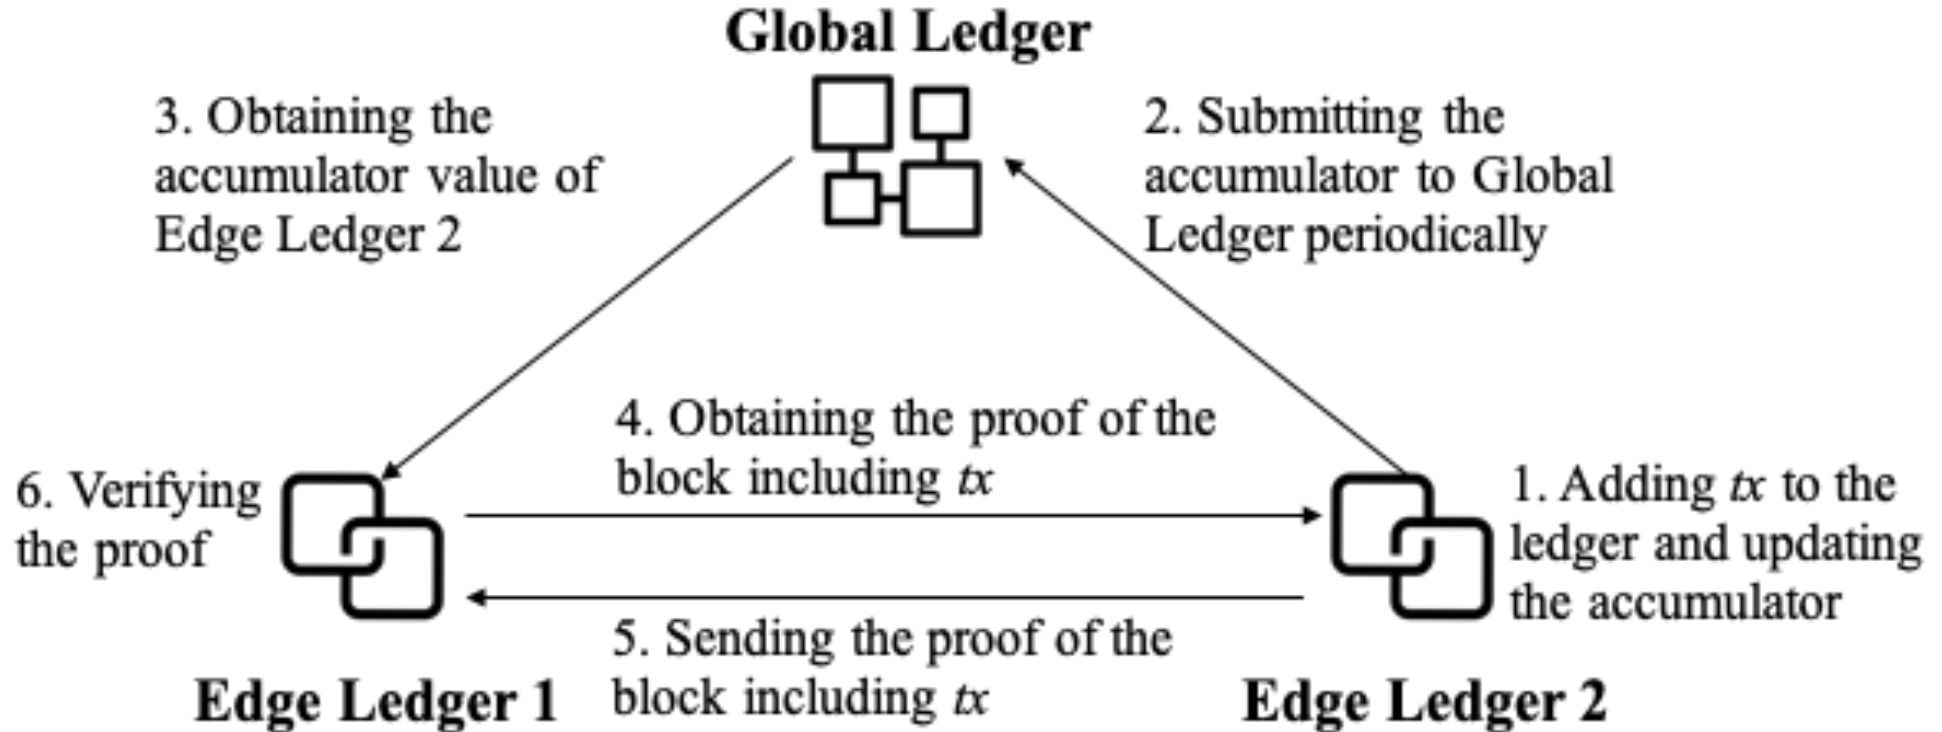 Global Ledger
3. Obtaining the
accumulator value of
Edge Ledger 2
2. Submitting the
accumulator to Global
Ledger periodically
4. Obtaining the proof of the
block including tx
6. Verifying
the proof
1. Adding tx to the
ledger and updating
the accumulator
5. Sending the proof of the
block including tx
Edge Ledger 1
Edge Ledger 2